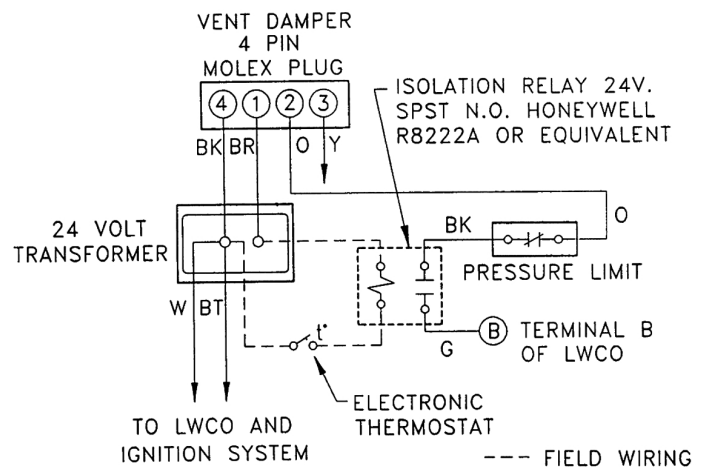 VENT DAMPER
4 PIN
MOLEX PLUG
4 1 2 3
BK BR O Y
ISOLATION RELAY 24V.
SPST N.O. HONEYWELL
R8222A OR EQUIVALENT
24 VOLT
TRANSFORMER
BK
O
PRESSURE LIMIT
W BT
t°
G
B
TERMINAL B
OF LWCO
ELECTRONIC
THERMOSTAT
TO LWCO AND
IGNITION SYSTEM
--- FIELD WIRING